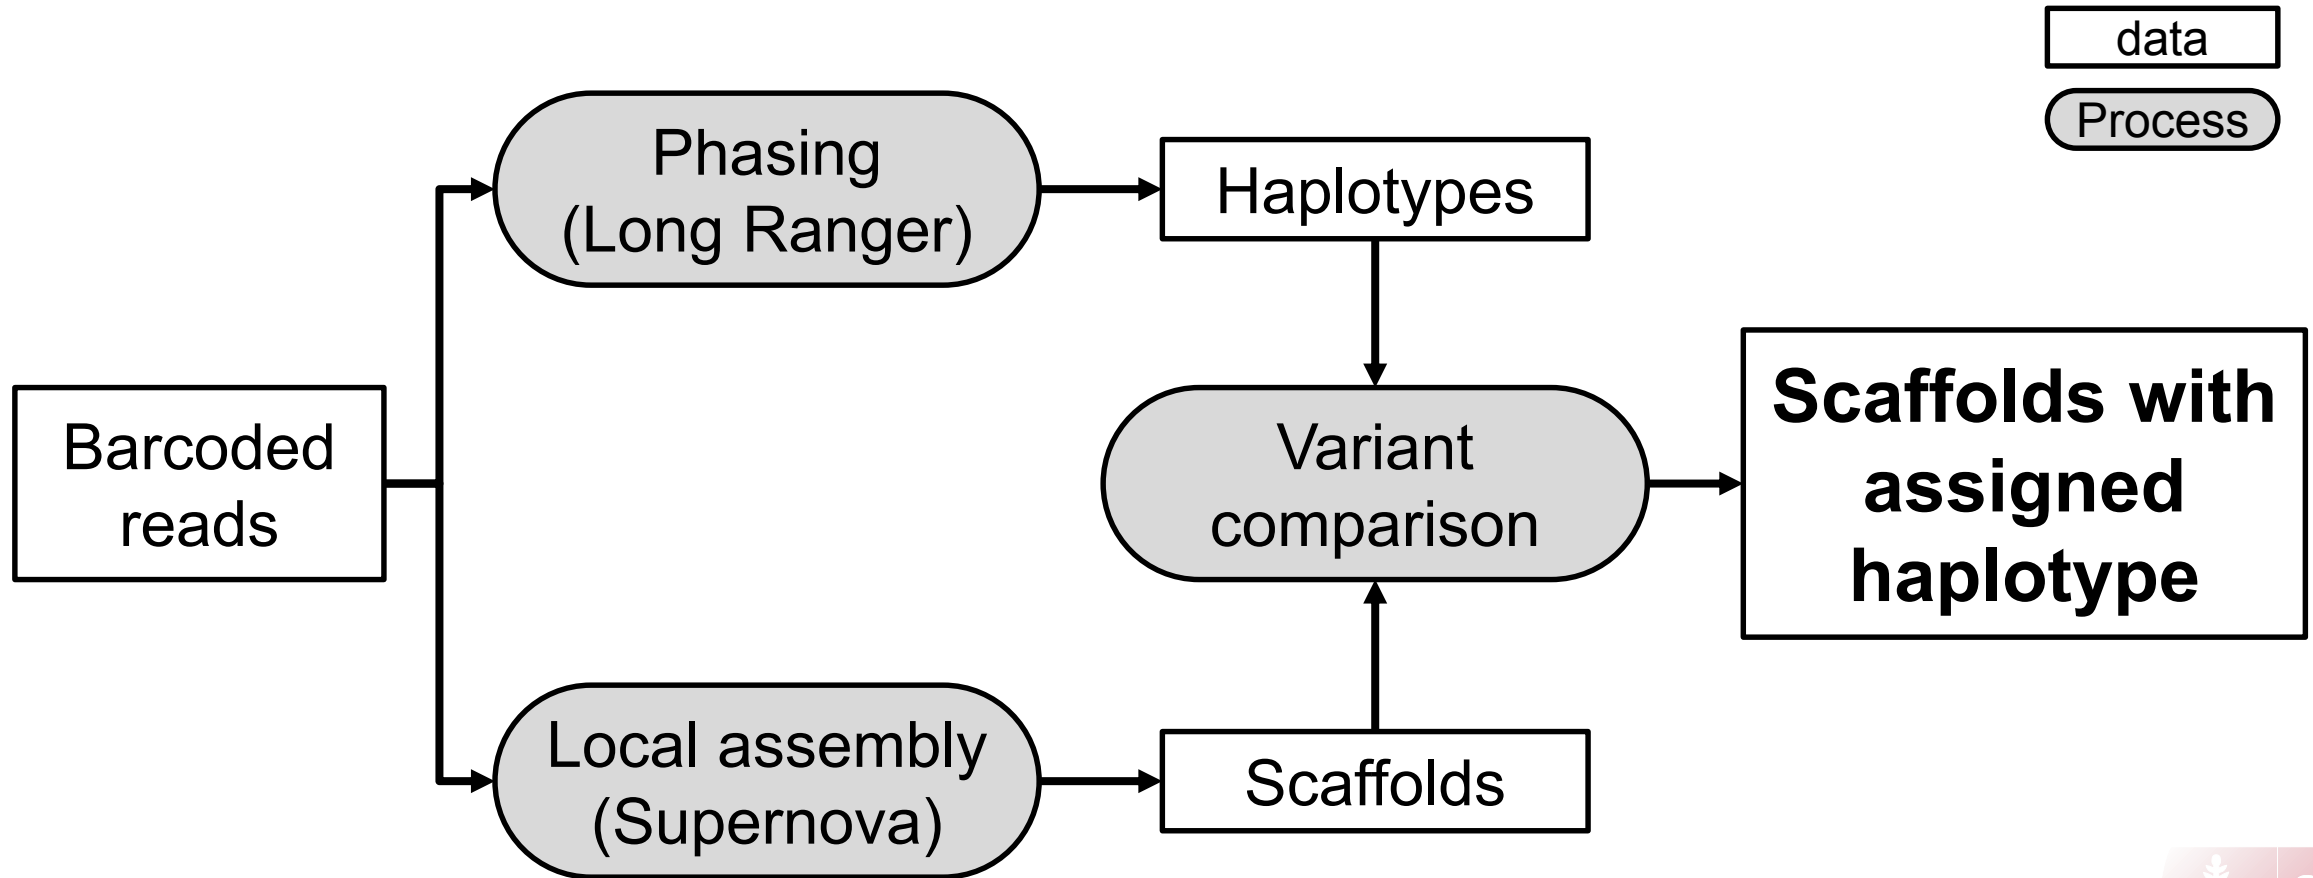 data
Process
Phasing
(Long Ranger)
Haplotypes
Barcoded
reads
Variant
comparison
Scaffolds with
assigned
haplotype
Local assembly
(Supernova)
Scaffolds